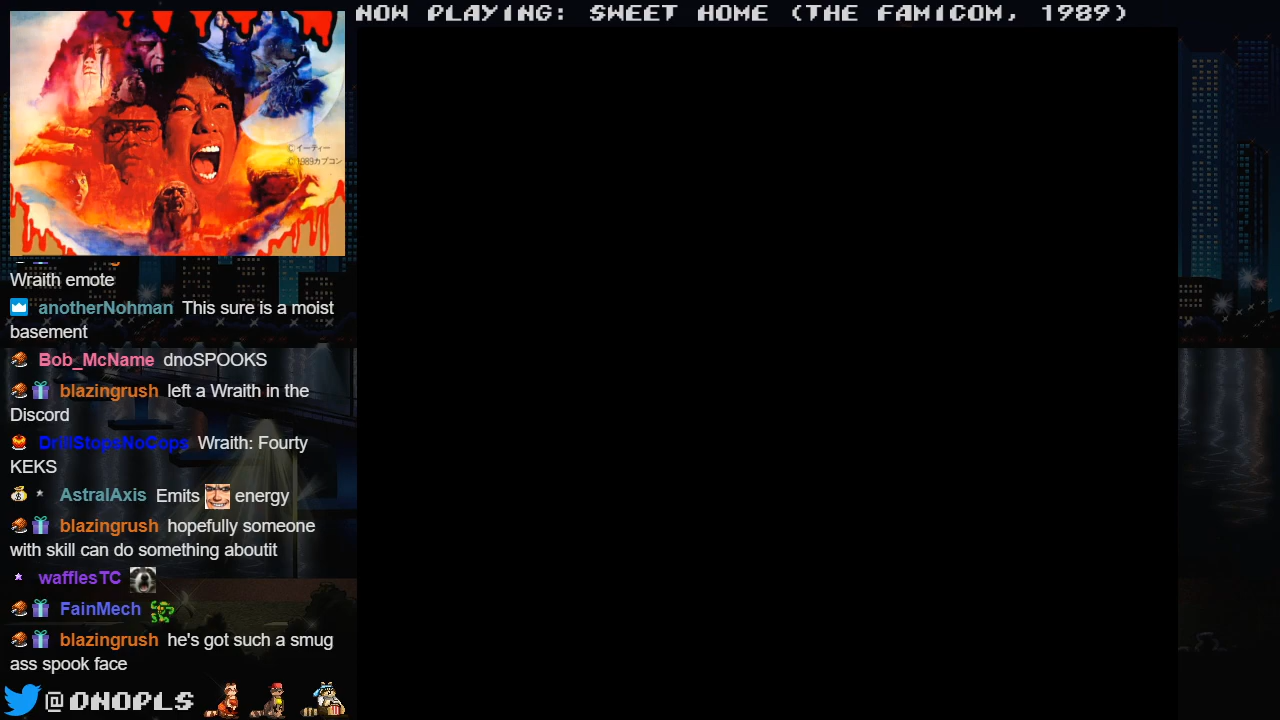 NOW PLAYING: SWEET HOME (THE FAMICOM, 1989)
© イーティー
© 1989カプコン
Wraith emote
anotherNohman This sure is a moist
basement
Bob_McName dnoSPOOKS
blazingrush left a Wraith in the
Discord
DrillStopsNoCops Wraith: Fourty
KEKS
AstralAxis Emits energy
blazingrush hopefully someone
with skill can do something aboutit
wafflesTC
FainMech
blazingrush he's got such a smug
ass spook face
@DNOPLS